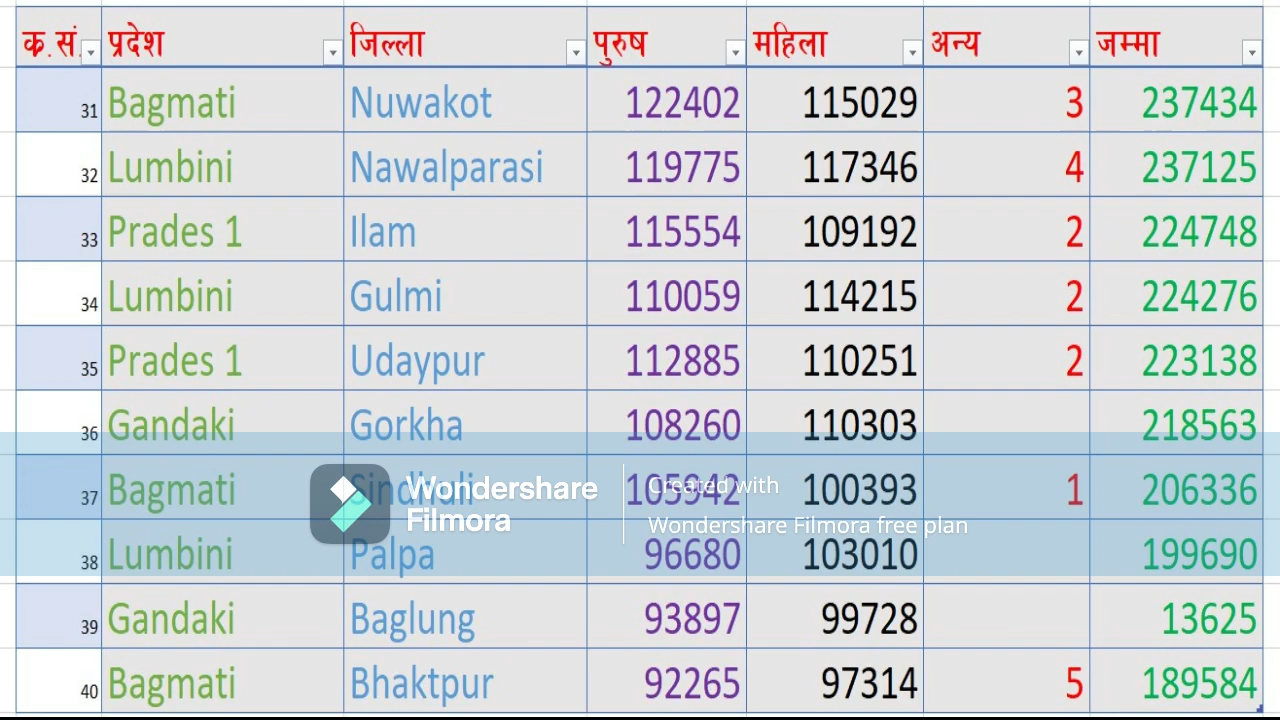 क.सं. प्रदेश जिल्ला पुरुष महिला अन्य जम्मा
31 Bagmati Nuwakot 122402 115029 3 237434
32 Lumbini Nawalparasi 119775 117346 4 237125
33 Prades 1 Ilam 115554 109192 2 224748
34 Lumbini Gulmi 110059 114215 2 224276
35 Prades 1 Udaypur 112885 110251 2 223138
36 Gandaki Gorkha 108260 110303 218563
37 Bagmati Sindhuli 105942 100393 1 206336
Wondershare Filmora
Created with
Wondershare Filmora free plan
38 Lumbini Palpa 96680 103010 199690
39 Gandaki Baglung 93897 99728 13625
40 Bagmati Bhaktpur 92265 97314 5 189584